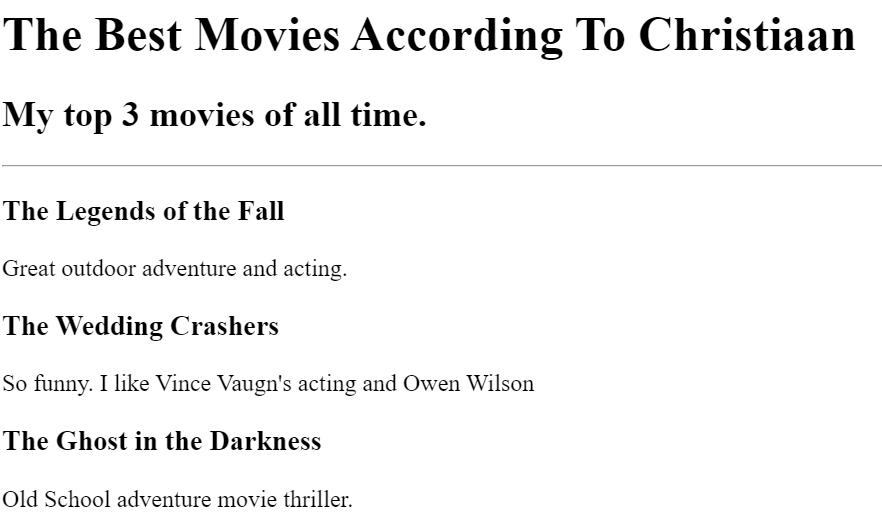 The Best Movies According To Christiaan
My top 3 movies of all time.
The Legends of the Fall
Great outdoor adventure and acting.
The Wedding Crashers
So funny. I like Vince Vaugn's acting and Owen Wilson
The Ghost in the Darkness
Old School adventure movie thriller.